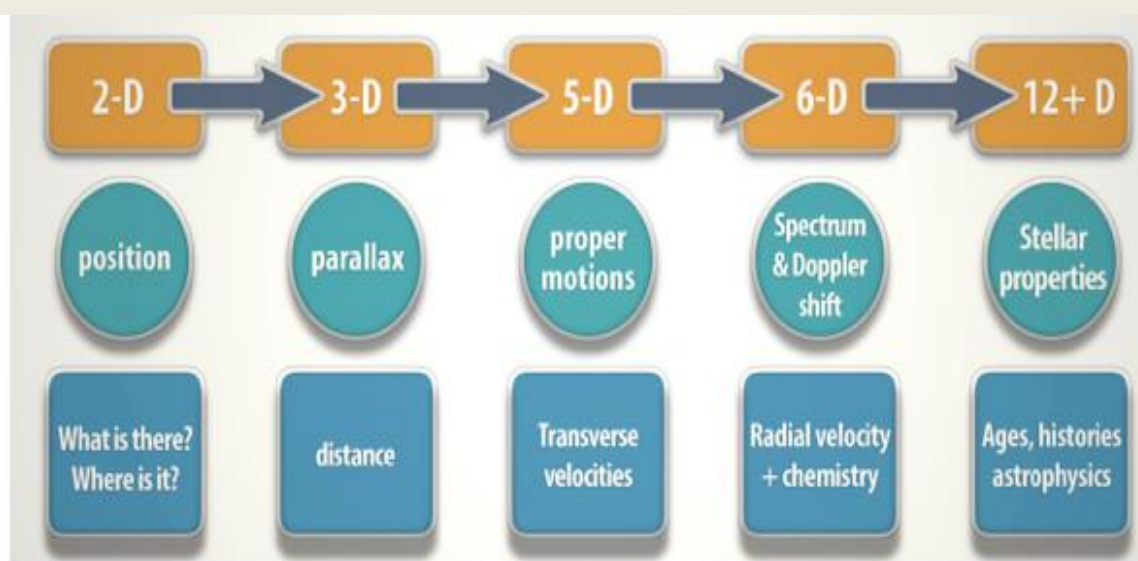 2-D
3-D
5-D
6-D
12+ D
position
parallax
proper
motions
Spectrum
& Doppler
shift
Stellar
properties
What is there?
Where is it?
distance
Transverse
velocities
Radial velocity
+ chemistry
Ages, histories
astrophysics